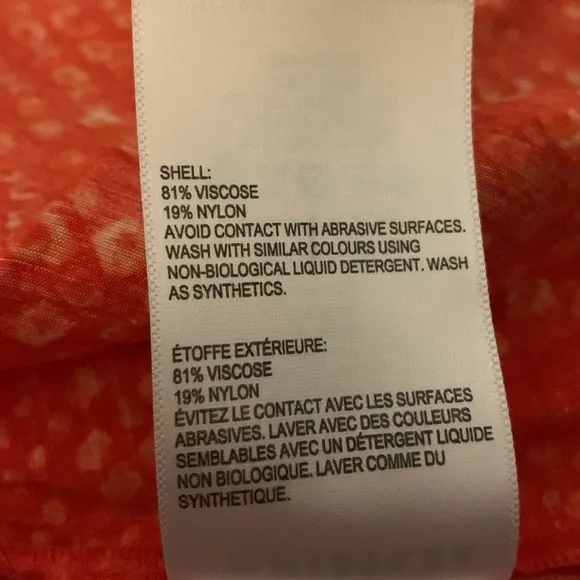 SHELL:
81% VISCOSE
19% NYLON
AVOID CONTACT WITH ABRASIVE SURFACES.
WASH WITH SIMILAR COLOURS USING
NON-BIOLOGICAL LIQUID DETERGENT. WASH
AS SYNTHETICS.
ÉTOFFE EXTÉRIEURE:
81% VISCOSE
19% NYLON
ÉVITEZ LE CONTACT AVEC LES SURFACES
ABRASIVES. LAVER AVEC DES COULEURS
SEMBLABLES AVEC UN DÉTERGENT LIQUIDE
NON BIOLOGIQUE. LAVER COMME DU
SYNTHETIQUE.